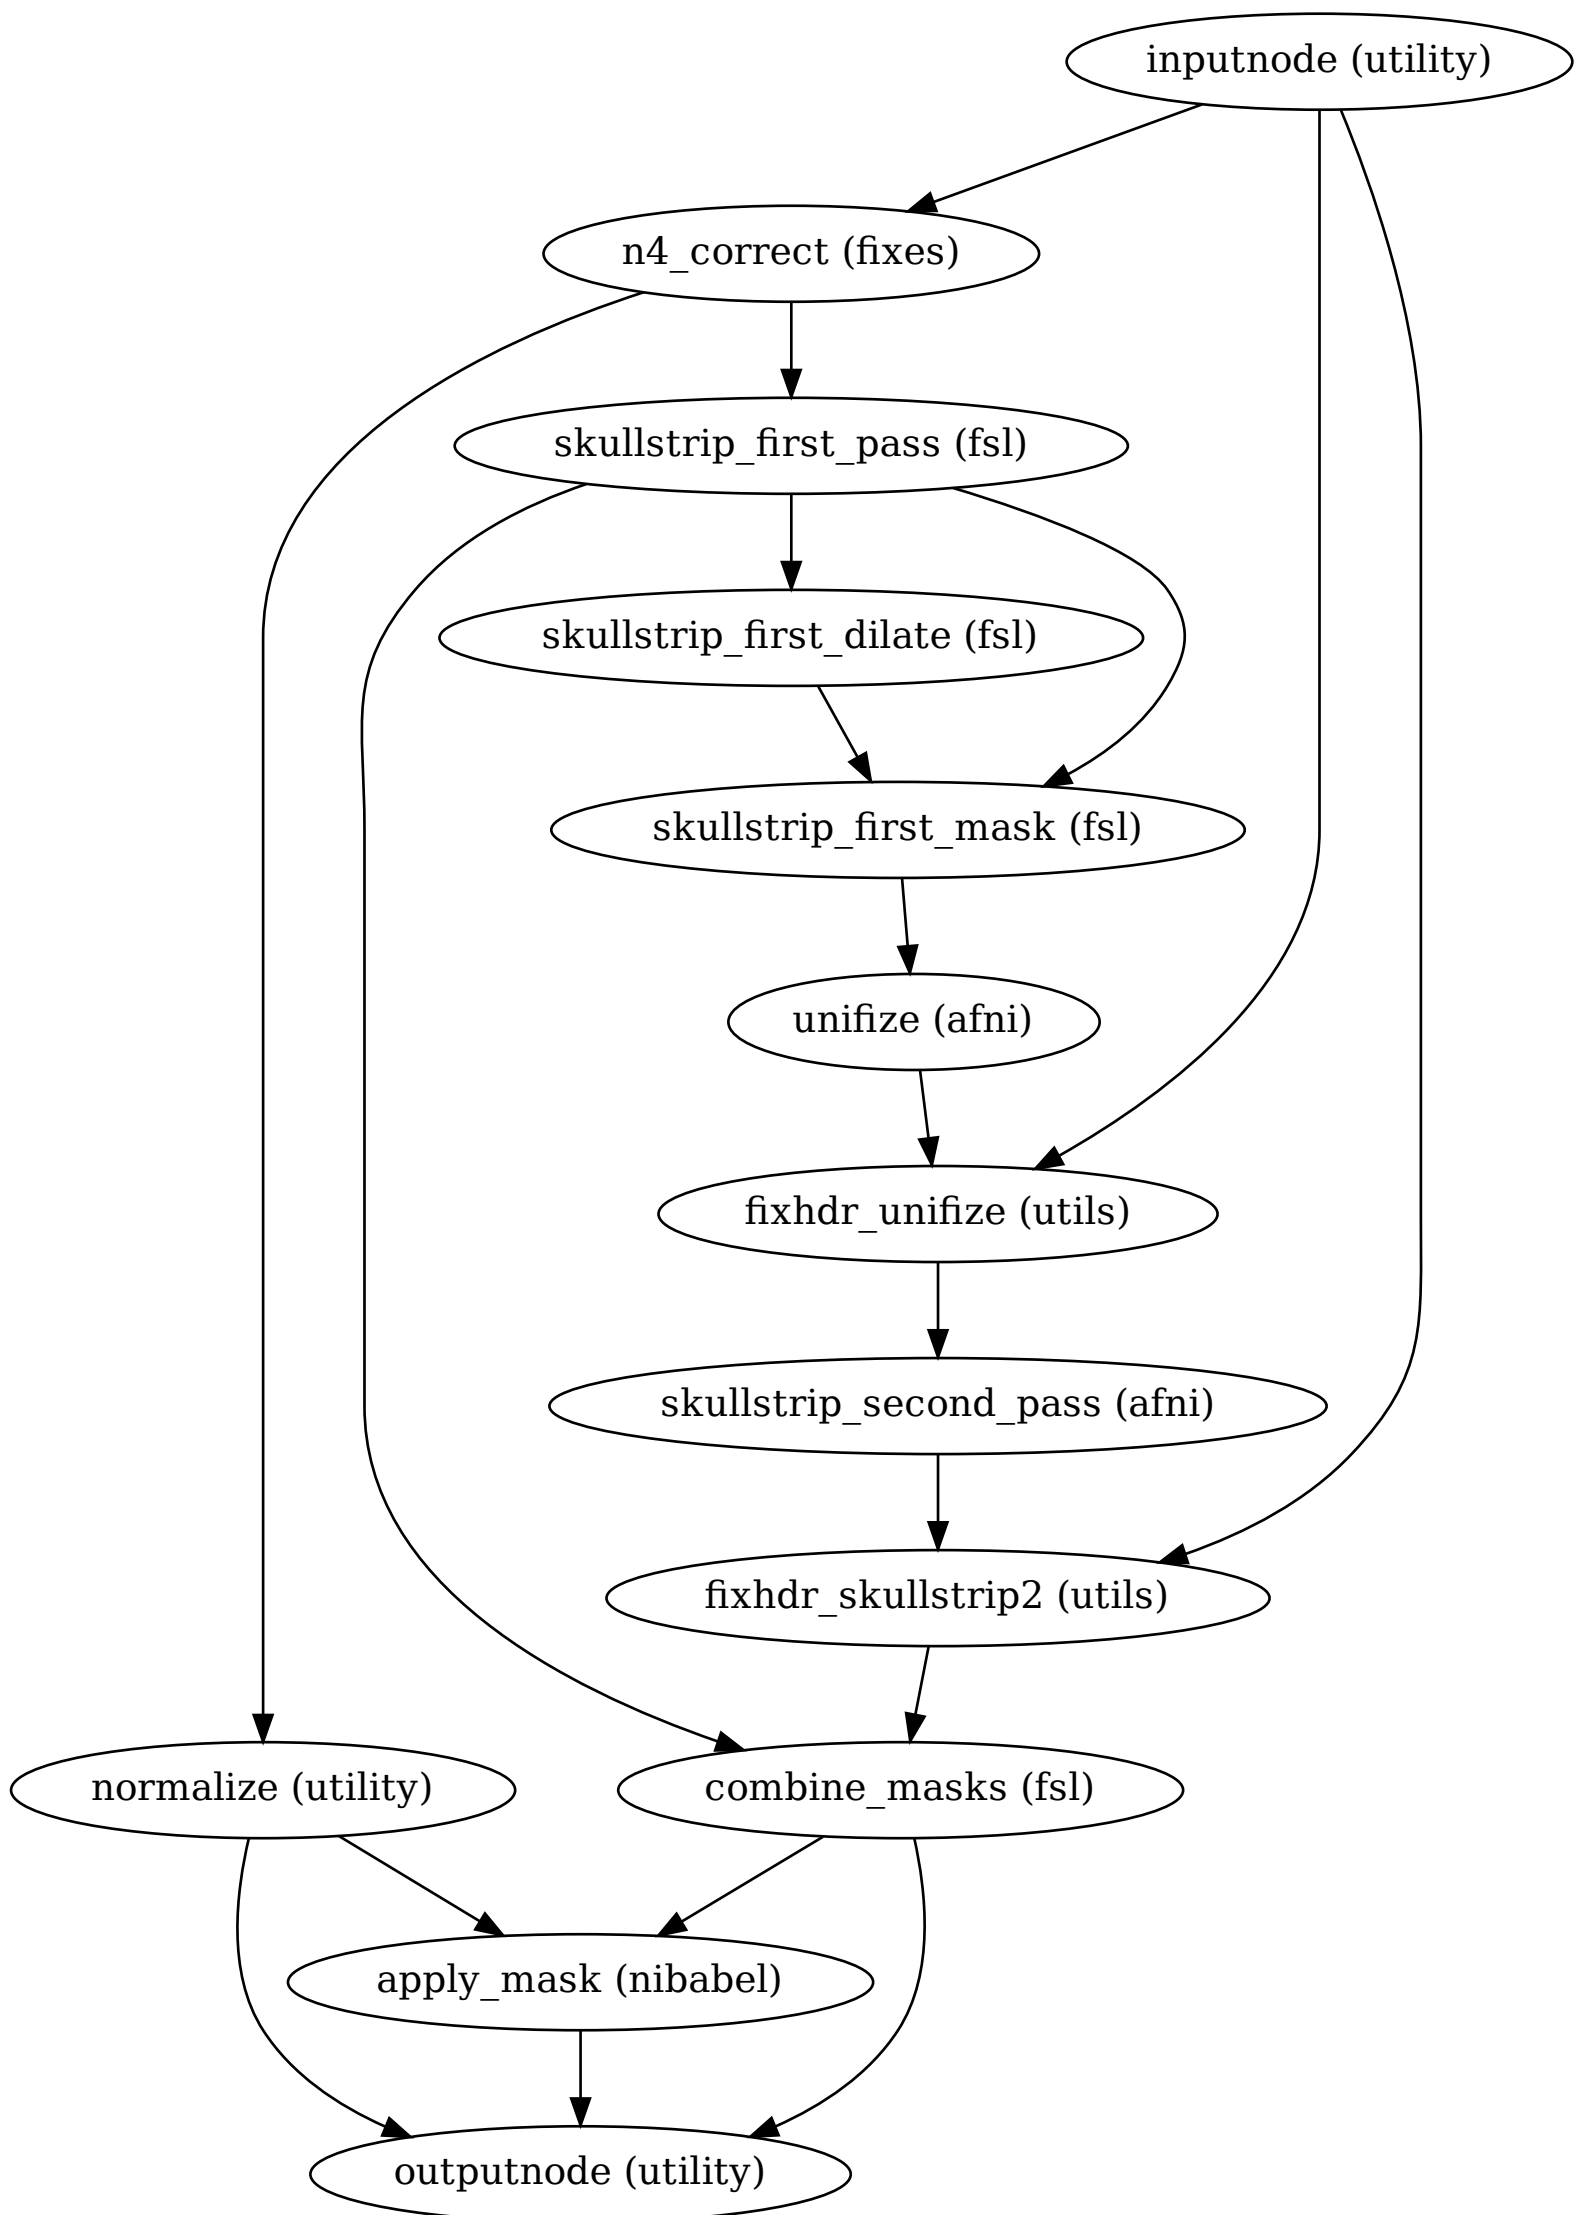 inputnode (utility)
n4_correct (fixes)
skullstrip_first_pass (fsl)
skullstrip_first_dilate (fsl)
skullstrip_first_mask (fsl)
unifize (afni)
fixhdr_unifize (utils)
skullstrip_second_pass (afni)
fixhdr_skullstrip2 (utils)
normalize (utility)
combine_masks (fsl)
apply_mask (nibabel)
outputnode (utility)